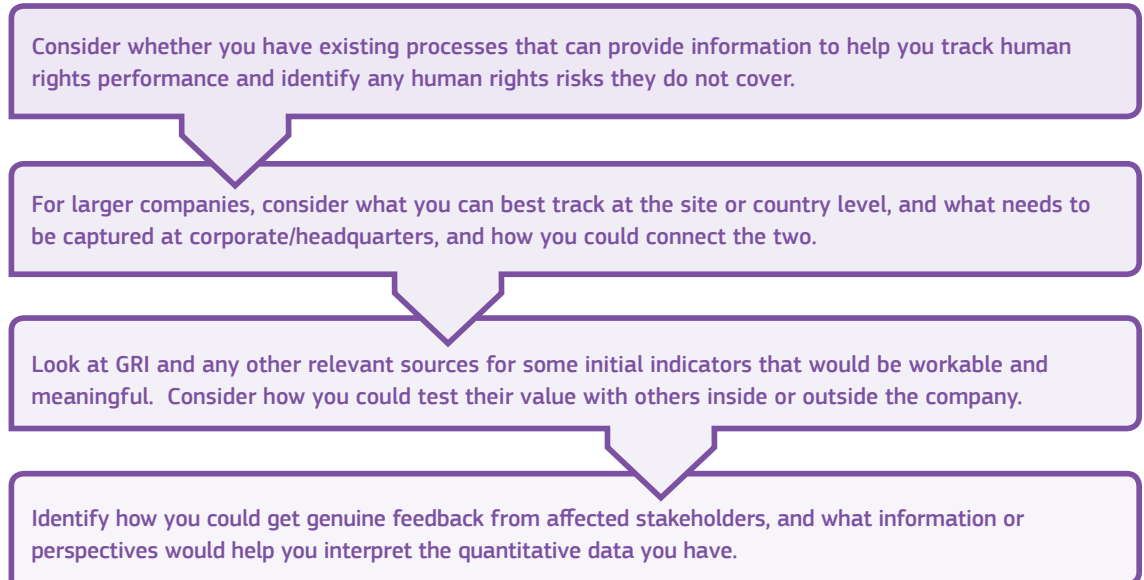 Consider whether you have existing processes that can provide information to help you track human
rights performance and identify any human rights risks they do not cover.
For larger companies, consider what you can best track at the site or country level, and what needs to
be captured at corporate/headquarters, and how you could connect the two.
Look at GRI and any other relevant sources for some initial indicators that would be workable and
meaningful.  Consider how you could test their value with others inside or outside the company.
Identify how you could get genuine feedback from affected stakeholders, and what information or
perspectives would help you interpret the quantitative data you have.